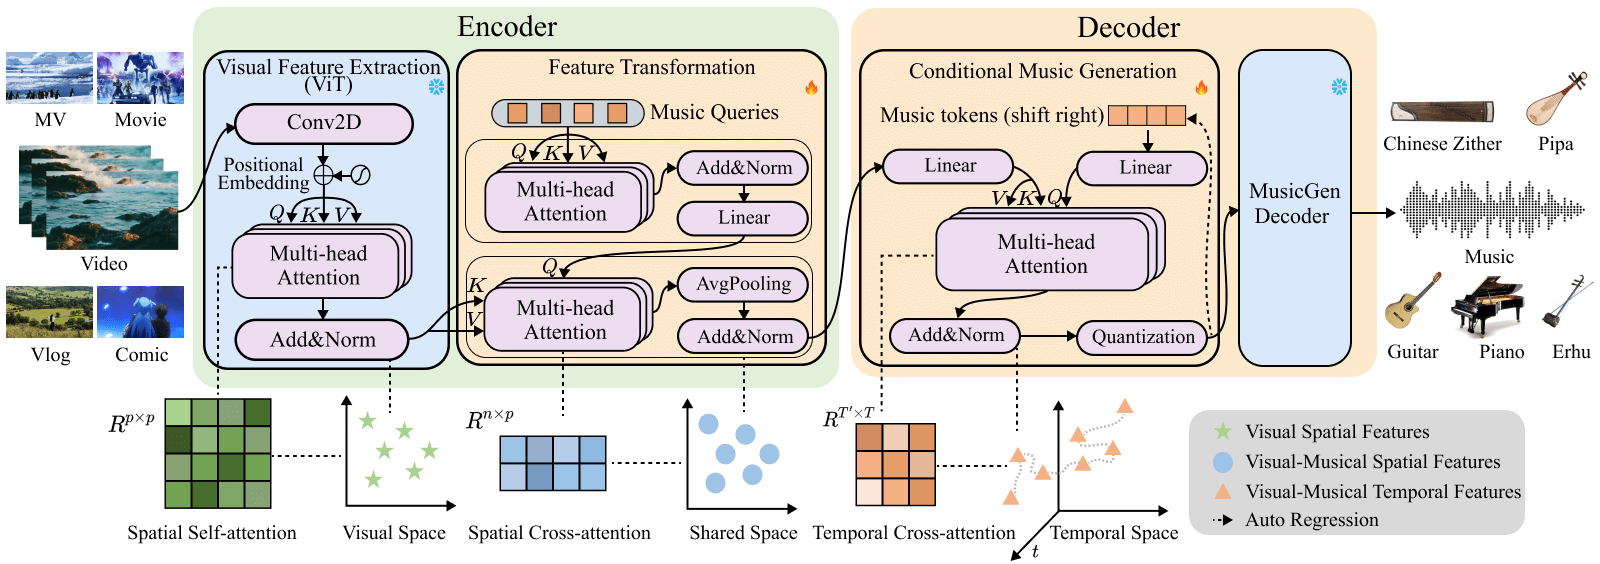 Encoder
Decoder
MV
Movie
Video
Vlog
Comic
Visual Feature Extraction
(ViT)
Conv2D
Positional
Embedding
Q K V
Multi-head
Attention
Add&Norm
Feature Transformation
Music Queries
Q K V
Multi-head
Attention
Add&Norm
Linear
Q
K
V
Multi-head
Attention
AvgPooling
Add&Norm
Conditional Music Generation
Music tokens (shift right)
Linear
Linear
V K Q
Multi-head
Attention
Add&Norm
Quantization
MusicGen
Decoder
Chinese Zither
Pipa
Music
Guitar
Piano
Erhu
R^{p×p}
Spatial Self-attention
Visual Space
R^{n×p}
Spatial Cross-attention
Shared Space
R^{T'×T}
Temporal Cross-attention
t
Temporal Space
Visual Spatial Features
Visual-Musical Spatial Features
Visual-Musical Temporal Features
Auto Regression